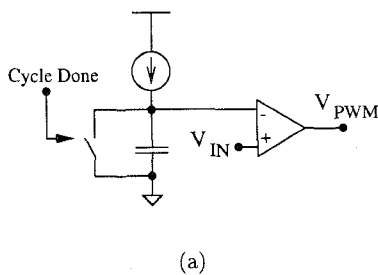 Cycle Done
V PWM
-
V IN
+
(a)